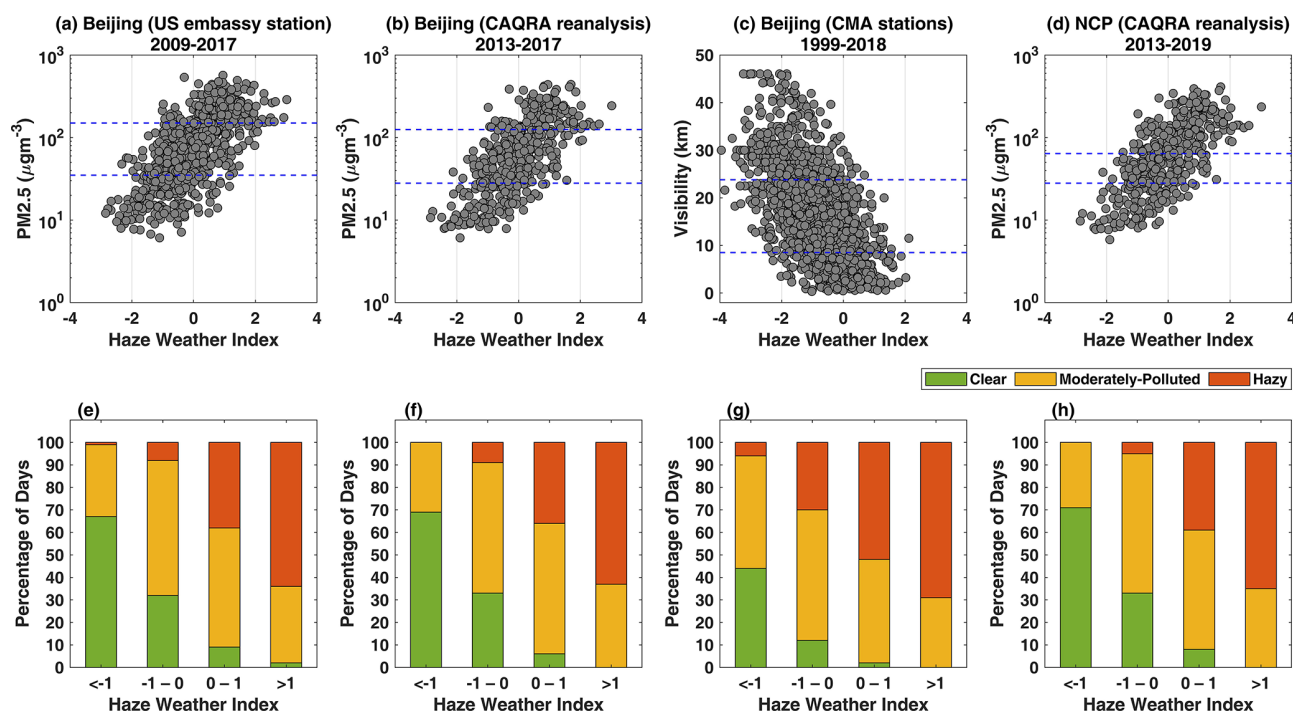 (a) Beijing (US embassy station)
2009-2017
(b) Beijing (CAQRA reanalysis)
2013-2017
(c) Beijing (CMA stations)
1999-2018
(d) NCP (CAQRA reanalysis)
2013-2019
PM2.5 (μgm⁻³)
10³
10²
10¹
10⁰
-4 -2 0 2 4
Haze Weather Index
PM2.5 (μgm⁻³)
10³
10²
10¹
10⁰
-4 -2 0 2 4
Haze Weather Index
Visibility (km)
50
40
30
20
10
0
-4 -2 0 2 4
Haze Weather Index
PM2.5 (μgm⁻³)
10³
10²
10¹
10⁰
-4 -2 0 2 4
Haze Weather Index
Clear Moderately-Polluted Hazy
(e)
Percentage of Days
100
90
80
70
60
50
40
30
20
10
0
<-1 -1 – 0 0 – 1 >1
Haze Weather Index
(f)
Percentage of Days
100
90
80
70
60
50
40
30
20
10
0
<-1 -1 – 0 0 – 1 >1
Haze Weather Index
(g)
Percentage of Days
100
90
80
70
60
50
40
30
20
10
0
<-1 -1 – 0 0 – 1 >1
Haze Weather Index
(h)
Percentage of Days
100
90
80
70
60
50
40
30
20
10
0
<-1 -1 – 0 0 – 1 >1
Haze Weather Index